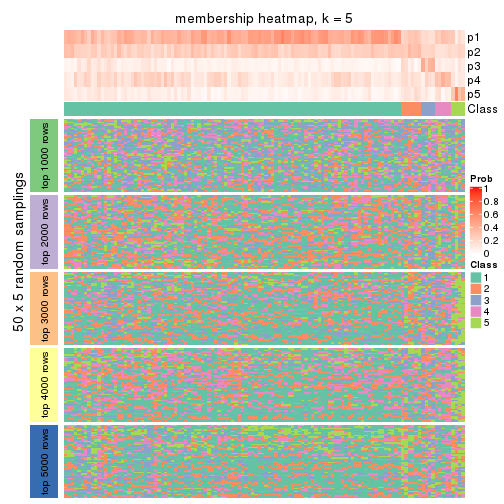 membership heatmap, k = 5
p1
p2
p3
p4
p5
Class
50 x 5 random samplings
top 1000 rows
top 2000 rows
top 3000 rows
top 4000 rows
top 5000 rows
Prob
1
0.8
0.6
0.4
0.2
0
Class
1
2
3
4
5